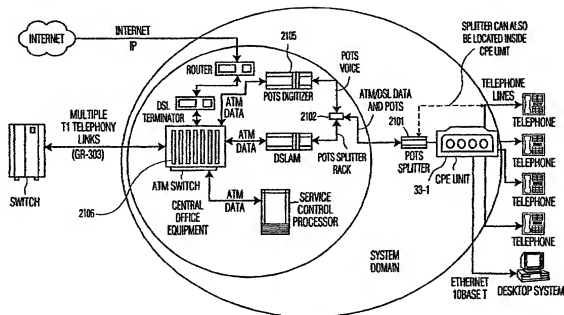 INTERNET
INTERNET
IP
2105
ROUTER
POTS
VOICE
SPLITTER CAN ALSO
BE LOCATED INSIDE
CPE UNIT
DSL
TERMINATOR
ATM
DATA
POTS DIGITIZER
ATM/DSL DATA
AND POTS
TELEPHONE
LINES
TELEPHONE
MULTIPLE
T1 TELEPHONY
LINKS
(GR-303)
2102
2101
ATM
DATA
DSLAM
POTS SPLITTER
RACK
POTS
SPLITTER
CPE UNIT
33-1
TELEPHONE
SWITCH
ATM SWITCH
2106
CENTRAL
OFFICE
EQUIPMENT
ATM
DATA
SERVICE
CONTROL
PROCESSOR
TELEPHONE
SYSTEM
DOMAIN
TELEPHONE
ETHERNET
10BASE T
DESKTOP SYSTEM